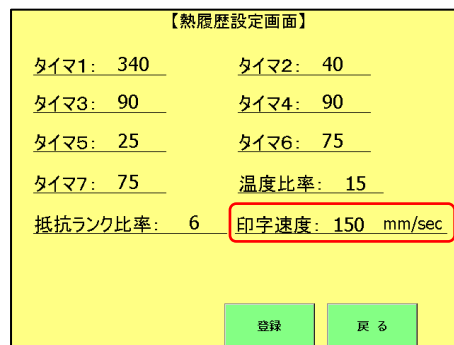 【熱履歴設定画面】
タイマ1: 340 タイマ2: 40
タイマ3: 90 タイマ4: 90
タイマ5: 25 タイマ6: 75
タイマ7: 75 温度比率: 15
抵抗ランク比率: 6 印字速度: 150 mm/sec
登録 戻る